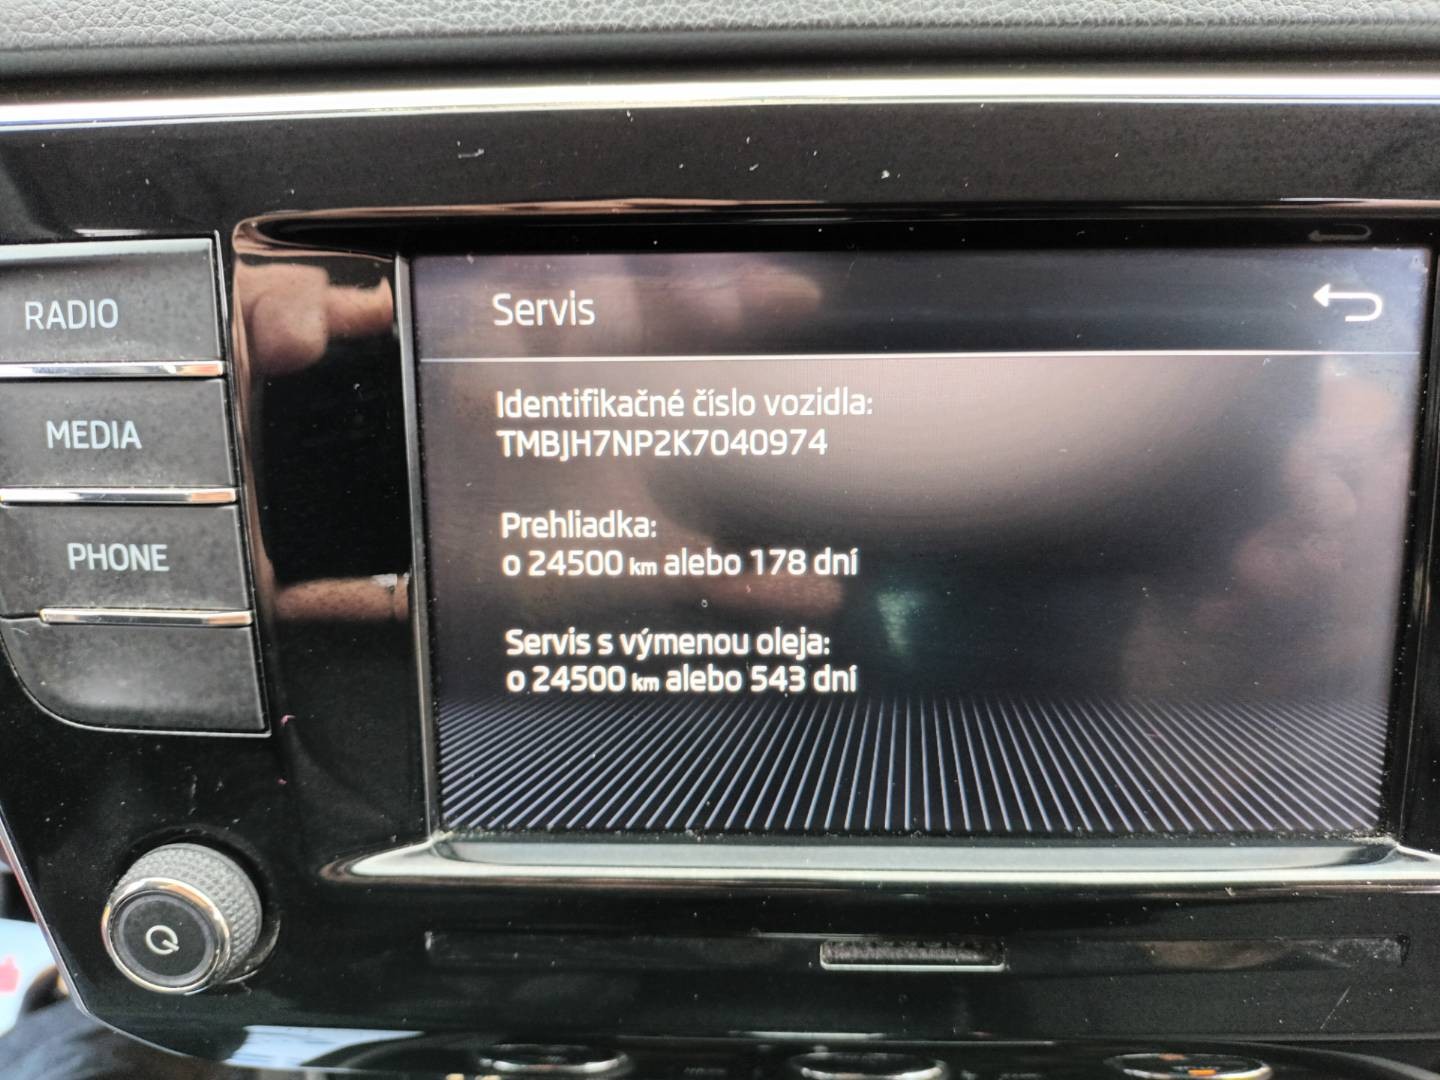 RADIO
MEDIA
PHONE
Servis
Identifikačné číslo vozidla:
TMBJH7NP2K7040974
Prehliadka:
o 24500 km alebo 178 dní
Servis s výmenou oleja:
o 24500 km alebo 543 dní